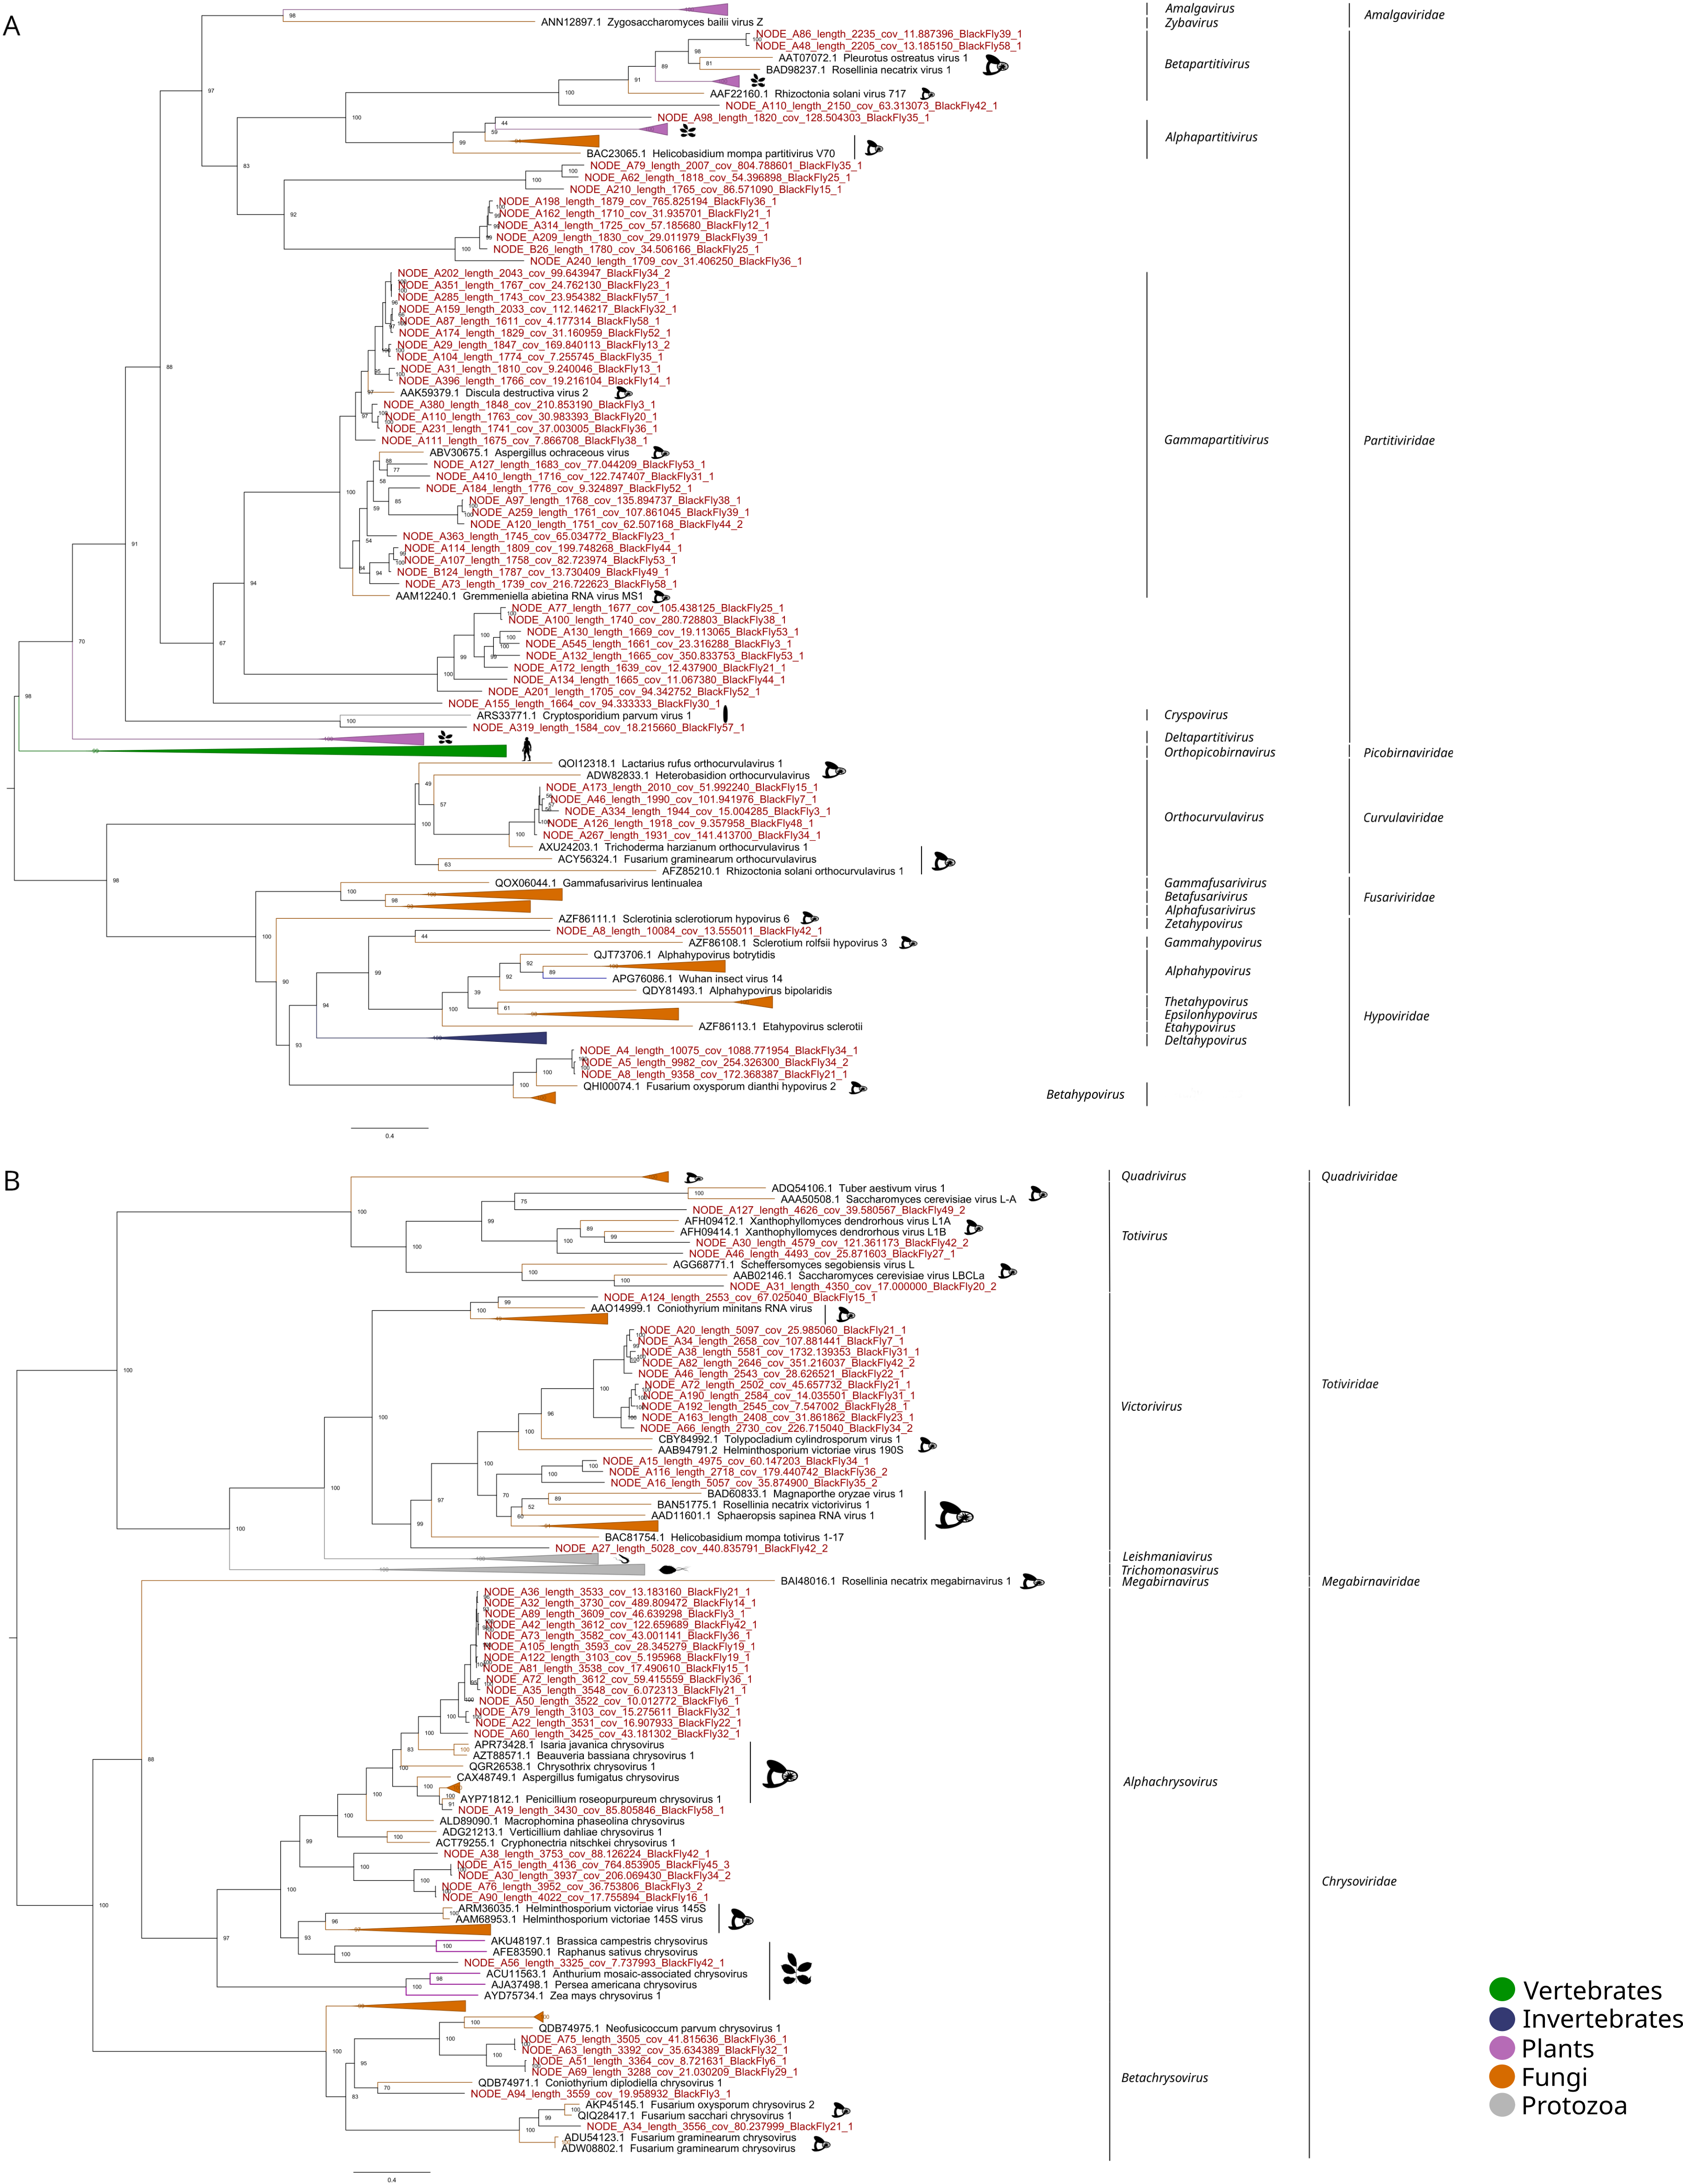 A
98
Amalgavirus
Amalgaviridae
ANN12897.1 Zygosaccharomyces bailii virus Z
Zybavirus
NODE_A86_length_2235_cov_11.887396_BlackFly39_1
NODE_A48_length_2205_cov_13.185150_BlackFly58_1
AAT07072.1 Pleurotus ostreatus virus 1
BAD98237.1 Rosellinia necatrix virus 1
Betapartitivirus
AAF22160.1 Rhizoctonia solani virus 717
NODE_A110_length_2150_cov_63.313073_BlackFly42_1
NODE_A98_length_1820_cov_128.504303_BlackFly35_1
Alphapartitivirus
BAC23065.1 Helicobasidium mompa partitivirus V70
NODE_A79_length_2007_cov_804.788601_BlackFly35_1
NODE_A62_length_1818_cov_54.396898_BlackFly25_1
NODE_A210_length_1765_cov_86.571090_BlackFly15_1
NODE_A198_length_1879_cov_765.825194_BlackFly36_1
NODE_A162_length_1710_cov_31.935701_BlackFly21_1
NODE_A314_length_1725_cov_57.185680_BlackFly12_1
NODE_A209_length_1830_cov_29.011979_BlackFly39_1
NODE_B26_length_1780_cov_34.506166_BlackFly25_1
NODE_A240_length_1709_cov_31.406250_BlackFly36_1
NODE_A202_length_2043_cov_99.643947_BlackFly34_2
NODE_A351_length_1767_cov_24.762130_BlackFly23_1
NODE_A285_length_1743_cov_23.954382_BlackFly57_1
NODE_A159_length_2033_cov_112.146217_BlackFly32_1
NODE_A87_length_1611_cov_4.177314_BlackFly58_1
NODE_A174_length_1829_cov_31.160959_BlackFly52_1
NODE_A29_length_1847_cov_169.840113_BlackFly13_2
NODE_A104_length_1774_cov_7.255745_BlackFly35_1
NODE_A31_length_1810_cov_9.240046_BlackFly13_1
NODE_A396_length_1766_cov_19.216104_BlackFly14_1
AAK59379.1 Discula destructiva virus 2
NODE_A380_length_1848_cov_210.853190_BlackFly3_1
NODE_A110_length_1763_cov_30.983393_BlackFly20_1
NODE_A231_length_1741_cov_37.003005_BlackFly36_1
NODE_A111_length_1675_cov_7.866708_BlackFly38_1
Gammapartitivirus
Partitiviridae
ABV30675.1 Aspergillus ochraceous virus
NODE_A127_length_1683_cov_77.044209_BlackFly53_1
NODE_A410_length_1716_cov_122.747407_BlackFly31_1
NODE_A184_length_1776_cov_9.324897_BlackFly52_1
NODE_A97_length_1768_cov_135.894737_BlackFly38_1
NODE_A259_length_1761_cov_107.861045_BlackFly39_1
NODE_A120_length_1751_cov_62.507168_BlackFly44_2
NODE_A363_length_1745_cov_65.034772_BlackFly23_1
NODE_A114_length_1809_cov_199.748268_BlackFly44_1
NODE_A107_length_1758_cov_82.723974_BlackFly53_1
NODE_B124_length_1787_cov_13.730409_BlackFly49_1
NODE_A73_length_1739_cov_216.722623_BlackFly58_1
AAM12240.1 Gremmeniella abietina RNA virus MS1
NODE_A77_length_1677_cov_105.438125_BlackFly25_1
NODE_A100_length_1740_cov_280.728803_BlackFly38_1
NODE_A130_length_1669_cov_19.113065_BlackFly53_1
NODE_A545_length_1661_cov_23.316288_BlackFly3_1
NODE_A132_length_1665_cov_350.833753_BlackFly53_1
NODE_A172_length_1639_cov_12.437900_BlackFly21_1
NODE_A134_length_1665_cov_11.067380_BlackFly44_1
NODE_A201_length_1705_cov_94.342752_BlackFly52_1
NODE_A155_length_1664_cov_94.333333_BlackFly30_1
ARS33771.1 Cryptosporidium parvum virus 1
Cryspovirus
NODE_A319_length_1584_cov_18.215660_BlackFly57_1
Deltapartitivirus
Orthopicobirnavirus
Picobirnaviridae
QOI12318.1 Lactarius rufus orthocurvulavirus 1
ADW82833.1 Heterobasidion orthocurvulavirus
NODE_A173_length_2010_cov_51.992240_BlackFly15_1
NODE_A46_length_1990_cov_101.941976_BlackFly7_1
NODE_A334_length_1944_cov_15.004285_BlackFly3_1
Orthocurvulavirus
Curvulaviridae
NODE_A126_length_1918_cov_9.357958_BlackFly48_1
NODE_A267_length_1931_cov_141.413700_BlackFly34_1
AXU24203.1 Trichoderma harzianum orthocurvulavirus 1
ACY56324.1 Fusarium graminearum orthocurvulavirus
AFZ85210.1 Rhizoctonia solani orthocurvulavirus 1
QOX06044.1 Gammafusarivirus lentinualea
Gammafusarivirus
Betafusarivirus
Fusariviridae
Alphafusarivirus
AZF86111.1 Sclerotinia sclerotiorum hypovirus 6
Zetahypovirus
NODE_A8_length_10084_cov_13.555011_BlackFly42_1
AZF86108.1 Sclerotium rolfsii hypovirus 3
Gammahypovirus
QJT73706.1 Alphahypovirus botrytidis
Alphahypovirus
APG76086.1 Wuhan insect virus 14
QDY81493.1 Alphahypovirus bipolaridis
Thetahypovirus
Epsilonhypovirus
Hypoviridae
AZF86113.1 Etahypovirus sclerotii
Etahypovirus
Deltahypovirus
NODE_A4_length_10075_cov_1088.771954_BlackFly34_1
NODE_A5_length_9982_cov_254.326300_BlackFly34_2
NODE_A8_length_9358_cov_172.368387_BlackFly21_1
QHI00074.1 Fusarium oxysporum dianthi hypovirus 2
Betahypovirus
0.4
B
Quadrivirus
Quadriviridae
ADQ54106.1 Tuber aestivum virus 1
AAA50508.1 Saccharomyces cerevisiae virus L-A
NODE_A127_length_4626_cov_39.580567_BlackFly49_2
AFH09412.1 Xanthophyllomyces dendrorhous virus L1A
AFH09414.1 Xanthophyllomyces dendrorhous virus L1B
Totivirus
NODE_A30_length_4579_cov_121.361173_BlackFly42_2
NODE_A46_length_4493_cov_25.871603_BlackFly27_1
AGG68771.1 Scheffersomyces segobiensis virus L
AAB02146.1 Saccharomyces cerevisiae virus LBCLa
NODE_A31_length_4350_cov_17.000000_BlackFly20_2
NODE_A124_length_2553_cov_67.025040_BlackFly15_1
AAO14999.1 Coniothyrium minitans RNA virus
NODE_A20_length_5097_cov_25.985060_BlackFly21_1
NODE_A34_length_2658_cov_107.881441_BlackFly7_1
NODE_A38_length_5581_cov_1732.139353_BlackFly31_1
NODE_A82_length_2646_cov_351.216037_BlackFly42_2
NODE_A46_length_2543_cov_28.626521_BlackFly22_1
NODE_A72_length_2502_cov_45.657732_BlackFly21_1
Totiviridae
NODE_A190_length_2584_cov_14.035501_BlackFly31_1
NODE_A192_length_2545_cov_7.547002_BlackFly28_1
Victorivirus
NODE_A163_length_2408_cov_31.861862_BlackFly23_1
NODE_A66_length_2730_cov_226.715040_BlackFly34_2
CBY84992.1 Tolypocladium cylindrosporum virus 1
AAB94791.2 Helminthosporium victoriae virus 190S
NODE_A15_length_4975_cov_60.147203_BlackFly34_1
NODE_A116_length_2718_cov_179.440742_BlackFly36_2
NODE_A16_length_5057_cov_35.874900_BlackFly35_2
BAD60833.1 Magnaporthe oryzae virus 1
BAN51775.1 Rosellinia necatrix victorivirus 1
AAD11601.1 Sphaeropsis sapinea RNA virus 1
BAC81754.1 Helicobasidium mompa totivirus 1-17
NODE_A27_length_5028_cov_440.835791_BlackFly42_2
Leishmaniavirus
Trichomonasvirus
BAI48016.1 Rosellinia necatrix megabirnavirus 1
Megabirnavirus
Megabirnaviridae
NODE_A36_length_3533_cov_13.183160_BlackFly21_1
NODE_A32_length_3730_cov_489.809472_BlackFly14_1
NODE_A89_length_3609_cov_46.639298_BlackFly3_1
NODE_A42_length_3612_cov_122.659689_BlackFly42_1
NODE_A73_length_3582_cov_43.001141_BlackFly36_1
NODE_A105_length_3593_cov_28.345279_BlackFly19_1
NODE_A122_length_3103_cov_5.195968_BlackFly19_1
NODE_A81_length_3538_cov_17.490610_BlackFly15_1
NODE_A72_length_3612_cov_59.415559_BlackFly36_1
NODE_A35_length_3548_cov_6.072313_BlackFly21_1
NODE_A50_length_3522_cov_10.012772_BlackFly6_1
NODE_A79_length_3103_cov_15.275611_BlackFly32_1
NODE_A22_length_3531_cov_16.907933_BlackFly22_1
NODE_A60_length_3425_cov_43.181302_BlackFly32_1
APR73428.1 Isaria javanica chrysovirus
AZT88571.1 Beauveria bassiana chrysovirus 1
QGR26538.1 Chrysothrix chrysovirus 1
CAX48749.1 Aspergillus fumigatus chrysovirus
Alphachrysovirus
AYP71812.1 Penicillium roseopurpureum chrysovirus 1
NODE_A19_length_3430_cov_85.805846_BlackFly58_1
ALD89090.1 Macrophomina phaseolina chrysovirus
ADG21213.1 Verticillium dahliae chrysovirus 1
ACT79255.1 Cryphonectria nitschkei chrysovirus 1
NODE_A38_length_3753_cov_88.126224_BlackFly42_1
NODE_A15_length_4136_cov_764.853905_BlackFly45_3
NODE_A30_length_3937_cov_206.069430_BlackFly34_2
Chrysoviridae
NODE_A76_length_3952_cov_36.753806_BlackFly3_2
NODE_A90_length_4022_cov_17.755894_BlackFly16_1
ARM36035.1 Helminthosporium victoriae virus 145S
AAM68953.1 Helminthosporium victoriae 145S virus
AKU48197.1 Brassica campestris chrysovirus
AFE83590.1 Raphanus sativus chrysovirus
NODE_A56_length_3325_cov_7.737993_BlackFly42_1
ACU11563.1 Anthurium mosaic-associated chrysovirus
AJA37498.1 Persea americana chrysovirus
AYD75734.1 Zea mays chrysovirus 1
QDB74975.1 Neofusicoccum parvum chrysovirus 1
NODE_A75_length_3505_cov_41.815636_BlackFly36_1
NODE_A63_length_3392_cov_35.634389_BlackFly32_1
NODE_A51_length_3364_cov_8.721631_BlackFly6_1
NODE_A69_length_3288_cov_21.030209_BlackFly29_1
Betachrysovirus
QDB74971.1 Coniothyrium diplodiella chrysovirus 1
NODE_A94_length_3559_cov_19.958932_BlackFly3_1
AKP45145.1 Fusarium oxysporum chrysovirus 2
QIQ28417.1 Fusarium sacchari chrysovirus 1
NODE_A34_length_3556_cov_80.237999_BlackFly21_1
ADU54123.1 Fusarium graminearum chrysovirus
ADW08802.1 Fusarium graminearum chrysovirus
0.4
Vertebrates
Invertebrates
Plants
Fungi
Protozoa